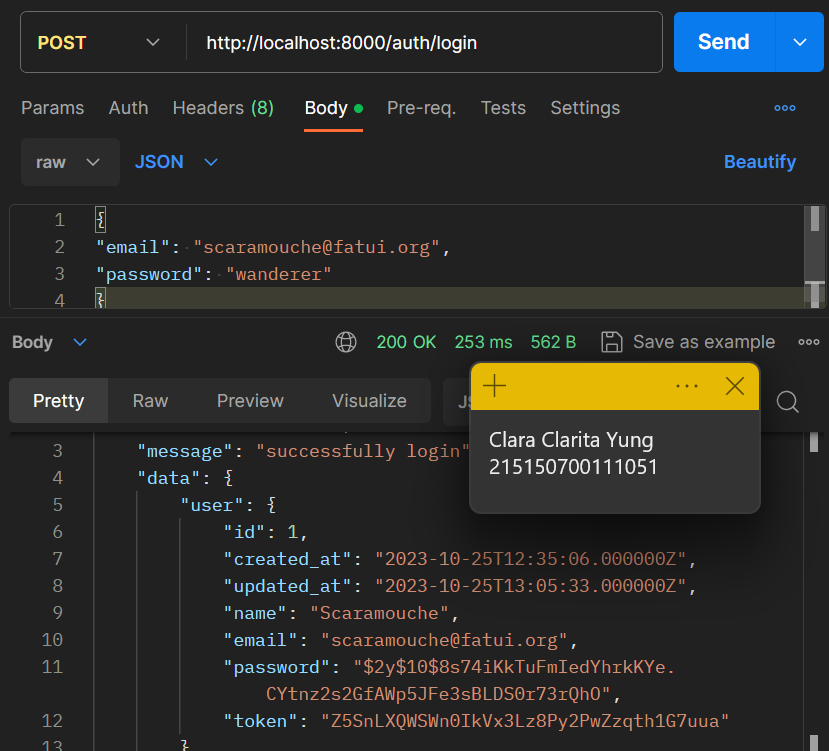 POST http://localhost:8000/auth/login Send
Params Auth Headers (8) Body Pre-req. Tests Settings
raw JSON Beautify
1 {
2 "email": "scaramouche@fatui.org",
3 "password": "wanderer"
4 }
Body 200 OK 253 ms 562 B Save as example
Pretty Raw Preview Visualize
Clara Clarita Yung
215150700111051
3 "message": "successfully login"
4 "data": {
5 "user": {
6 "id": 1,
7 "created_at": "2023-10-25T12:35:06.000000Z",
8 "updated_at": "2023-10-25T13:05:33.000000Z",
9 "name": "Scaramouche",
10 "email": "scaramouche@fatui.org",
11 "password": "$2y$10$8s74iKkTuFmIedYhrkKYe.
CYtnz2s2GfAWp5JFe3sBLDS0r73rQhO",
12 "token": "Z5SnLXQWSWn0IkVx3Lz8Py2PwZzqth1G7uua"
13 }